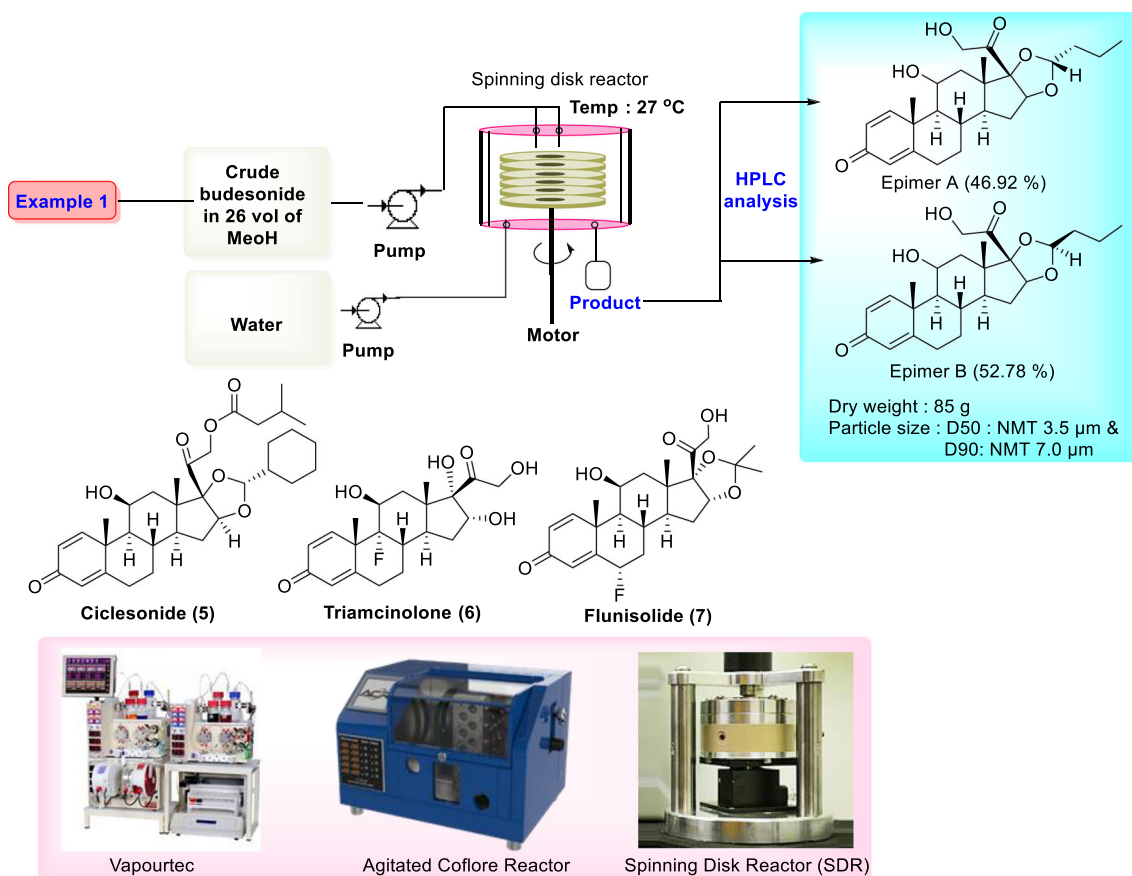 Spinning disk reactor
Temp : 27 °C
Example 1
Crude
budesonide
in 26 vol of
MeoH
Pump
Water
Pump
Product
Motor
HPLC
analysis
HO
O
O
HO
H
H
O
H
H
O
Epimer A (46.92 %)
HO
O
O
HO
H
H
O
H
H
O
Epimer B (52.78 %)
Dry weight : 85 g
Particle size : D50 : NMT 3.5 µm &
D90: NMT 7.0 µm
O
O
O
O
HO
O
H
H
H
H
O
Ciclesonide (5)
HO
O
OH
HO
OH
H
F
H
O
Triamcinolone (6)
OH
O
O
HO
O
H
H
H
O
F
Flunisolide (7)
Vapourtec
Agitated Coflore Reactor
Spinning Disk Reactor (SDR)